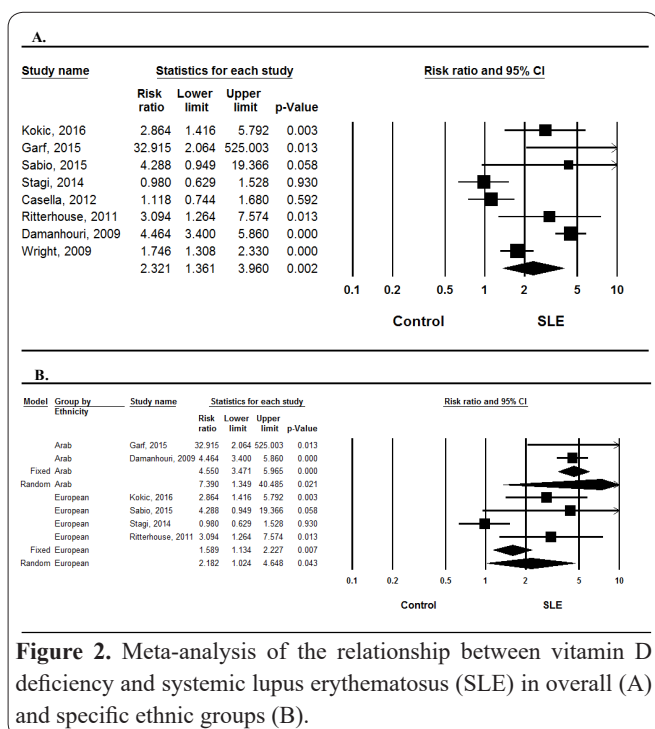 A.
Study name Statistics for each study Risk ratio and 95% CI
Risk Lower Upper
ratio limit limit p-Value
Kokic, 2016 2.864 1.416 5.792 0.003
Garf, 2015 32.915 2.064 525.003 0.013
Sabio, 2015 4.288 0.949 19.366 0.058
Stagi, 2014 0.980 0.629 1.528 0.930
Casella, 2012 1.118 0.744 1.680 0.592
Ritterhouse, 2011 3.094 1.264 7.574 0.013
Damanhouri, 2009 4.464 3.400 5.860 0.000
Wright, 2009 1.746 1.308 2.330 0.000
2.321 1.361 3.960 0.002
0.1 0.2 0.5 1 2 5 10
Control SLE
B.
Model Group by Study name Statistics for each study Risk ratio and 95% CI
Ethnicity
Risk Lower Upper
ratio limit limit p-Value
Arab Garf, 2015 32.915 2.064 525.003 0.013
Arab Damanhouri, 2009 4.464 3.400 5.860 0.000
Fixed Arab 4.550 3.471 5.965 0.000
Random Arab 7.390 1.349 40.485 0.021
European Kokic, 2016 2.864 1.416 5.792 0.003
European Sabio, 2015 4.288 0.949 19.366 0.058
European Stagi, 2014 0.980 0.629 1.528 0.930
European Ritterhouse, 2011 3.094 1.264 7.574 0.013
Fixed European 1.589 1.134 2.227 0.007
Random European 2.182 1.024 4.648 0.043
0.1 0.2 0.5 1 2 5 10
Control SLE
Figure 2. Meta-analysis of the relationship between vitamin D
deficiency and systemic lupus erythematosus (SLE) in overall (A)
and specific ethnic groups (B).